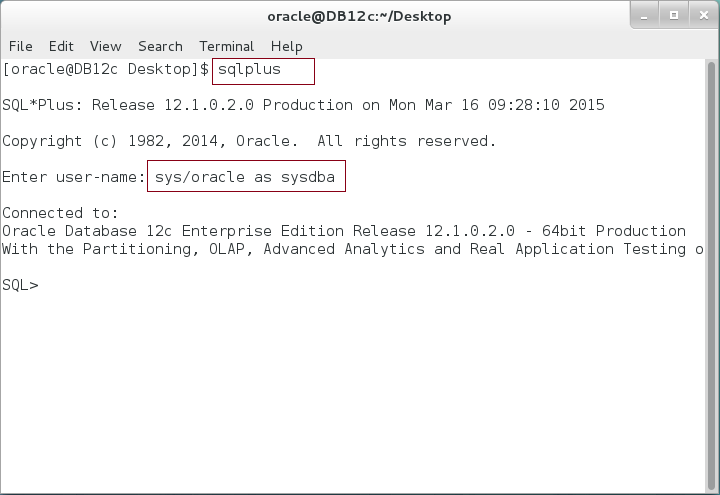 oracle@DB12c:~/Desktop
File Edit View Search Terminal Help
[oracle@DB12c Desktop]$ sqlplus
SQL*Plus: Release 12.1.0.2.0 Production on Mon Mar 16 09:28:10 2015
Copyright (c) 1982, 2014, Oracle.  All rights reserved.
Enter user-name: sys/oracle as sysdba
Connected to:
Oracle Database 12c Enterprise Edition Release 12.1.0.2.0 - 64bit Production
With the Partitioning, OLAP, Advanced Analytics and Real Application Testing o
SQL>